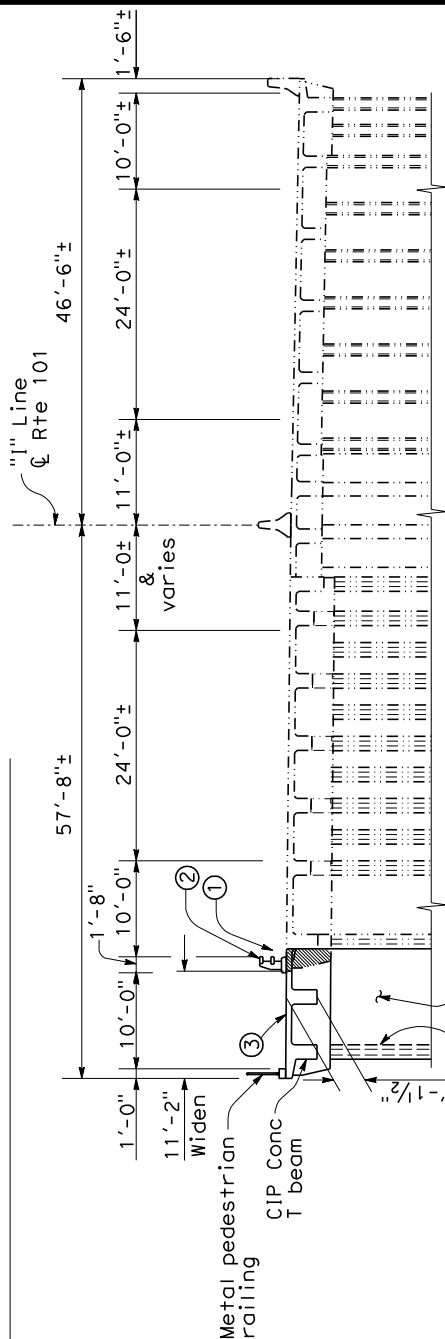 57'-8"±
46'-6"±
"I" Line
℄ Rte 101
1'-0"
10'-0"
1'-8"
10'-0"
24'-0"±
11'-0±
&
varies
11'-0"±
24'-0"±
10'-0"±
1'-6"±
11'-2"
Widen
Metal pedestrian
railing
CIP Conc
T beam
3
2
1
'-1½"